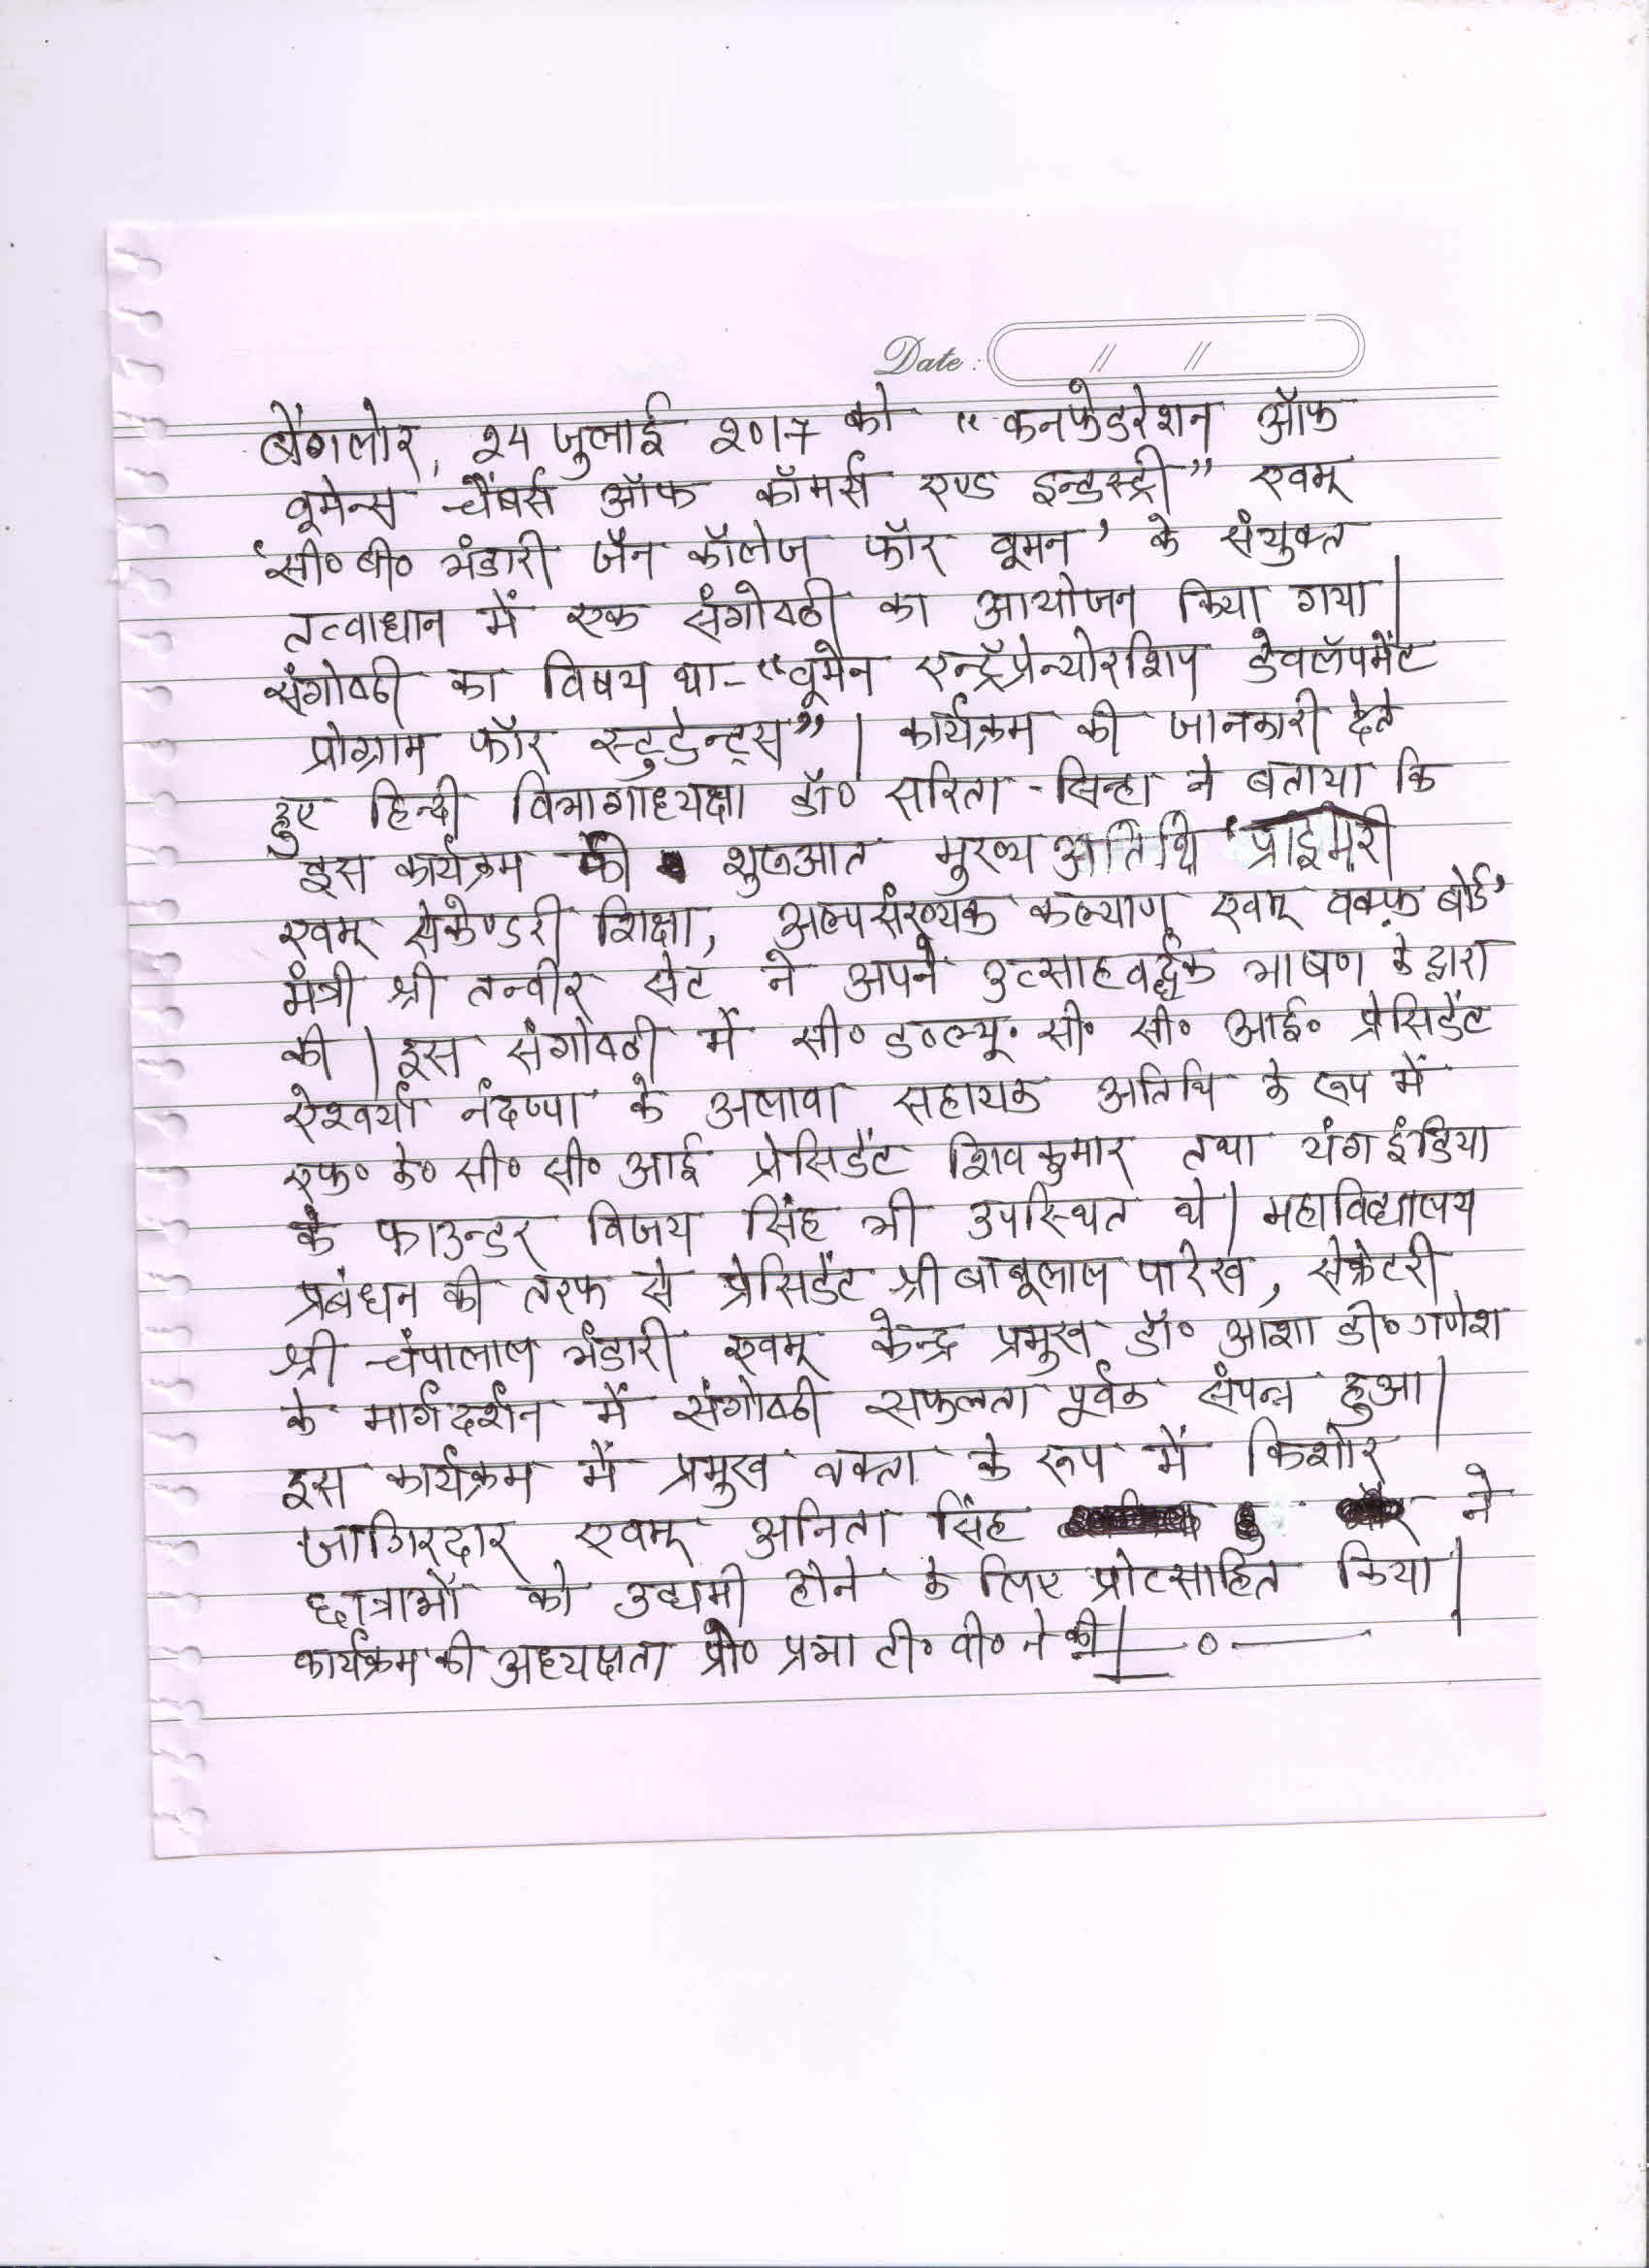 Date : // //
बैंगलोर, 24 जुलाई 2017 को "कनफेडरेशन ऑफ
वूमेन्स चैंबर्स ऑफ कॉमर्स एण्ड इन्डस्ट्री" एवम्
'सी० बी० भंडारी जैन कॉलेज फॉर वूमन' के संयुक्त
तत्वाधान में एक संगोष्ठी का आयोजन किया गया|
संगोष्ठी का विषय था- "वूमेन एन्ट्रॅप्रेन्योरशिप डेवलॅपमेंट
प्रोग्राम फॉर स्टुडेन्ट्स"| कार्यक्रम की जानकारी देते
हुए हिन्दी विभागाध्यक्षा डॉ० सरिता सिन्हा ने बताया कि
इस कार्यक्रम की शुरुआत मुख्य अतिथि 'प्राइमरी
एवम् सेकेण्डरी शिक्षा, अल्पसंख्यक कल्याण एवम् वक्फ़ बोर्ड'
मंत्री श्री तन्वीर सेट ने अपने उत्साहवर्द्धक भाषण के द्वारा
की| इस संगोष्ठी में सी० डब्ल्यू० सी० सी० आई० प्रेसिडेंट
ऐश्वर्या नंदप्पा के अलावा सहायक अतिथि के रूप में
एफ० के० सी० सी० आई प्रेसिडेंट शिवकुमार तथा यंग इंडिया
के फाउन्डर विजय सिंह भी उपस्थित थे| महाविद्यालय
प्रबंधन की तरफ से प्रेसिडेंट श्री बाबूलाल पारेख, सेक्रेटरी
श्री चंपालाल भंडारी एवम् केन्द्र प्रमुख डॉ० आशा डी० गणेश
के मार्गदर्शन में संगोष्ठी सफलता पूर्वक संपन्न हुआ|
इस कार्यक्रम में प्रमुख वक्ता के रूप में किशोर
जागिरदार एवम् अनिता सिंह ने
छात्राओं को उद्यमी होने के लिए प्रोत्साहित किया|
कार्यक्रम की अध्यक्षता प्रो० प्रभा टी० वी० ने की| —०—